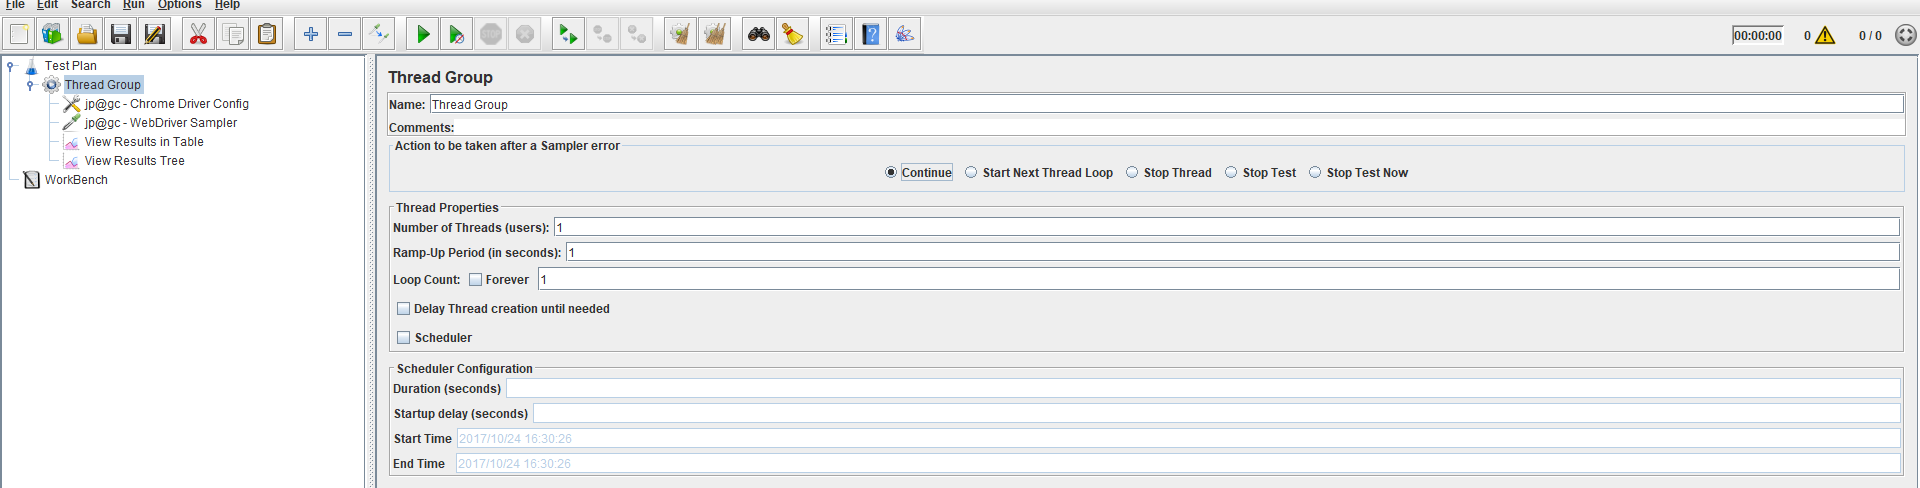 File Edit Search Run Options Help
STOP
00:00:00 0 0 / 0
Test Plan
Thread Group
jp@gc - Chrome Driver Config
jp@gc - WebDriver Sampler
View Results in Table
View Results Tree
WorkBench
Thread Group
Name: Thread Group
Comments:
Action to be taken after a Sampler error
Continue Start Next Thread Loop Stop Thread Stop Test Stop Test Now
Thread Properties
Number of Threads (users): 1
Ramp-Up Period (in seconds): 1
Loop Count: Forever 1
Delay Thread creation until needed
Scheduler
Scheduler Configuration
Duration (seconds)
Startup delay (seconds)
Start Time 2017/10/24 16:30:26
End Time 2017/10/24 16:30:26